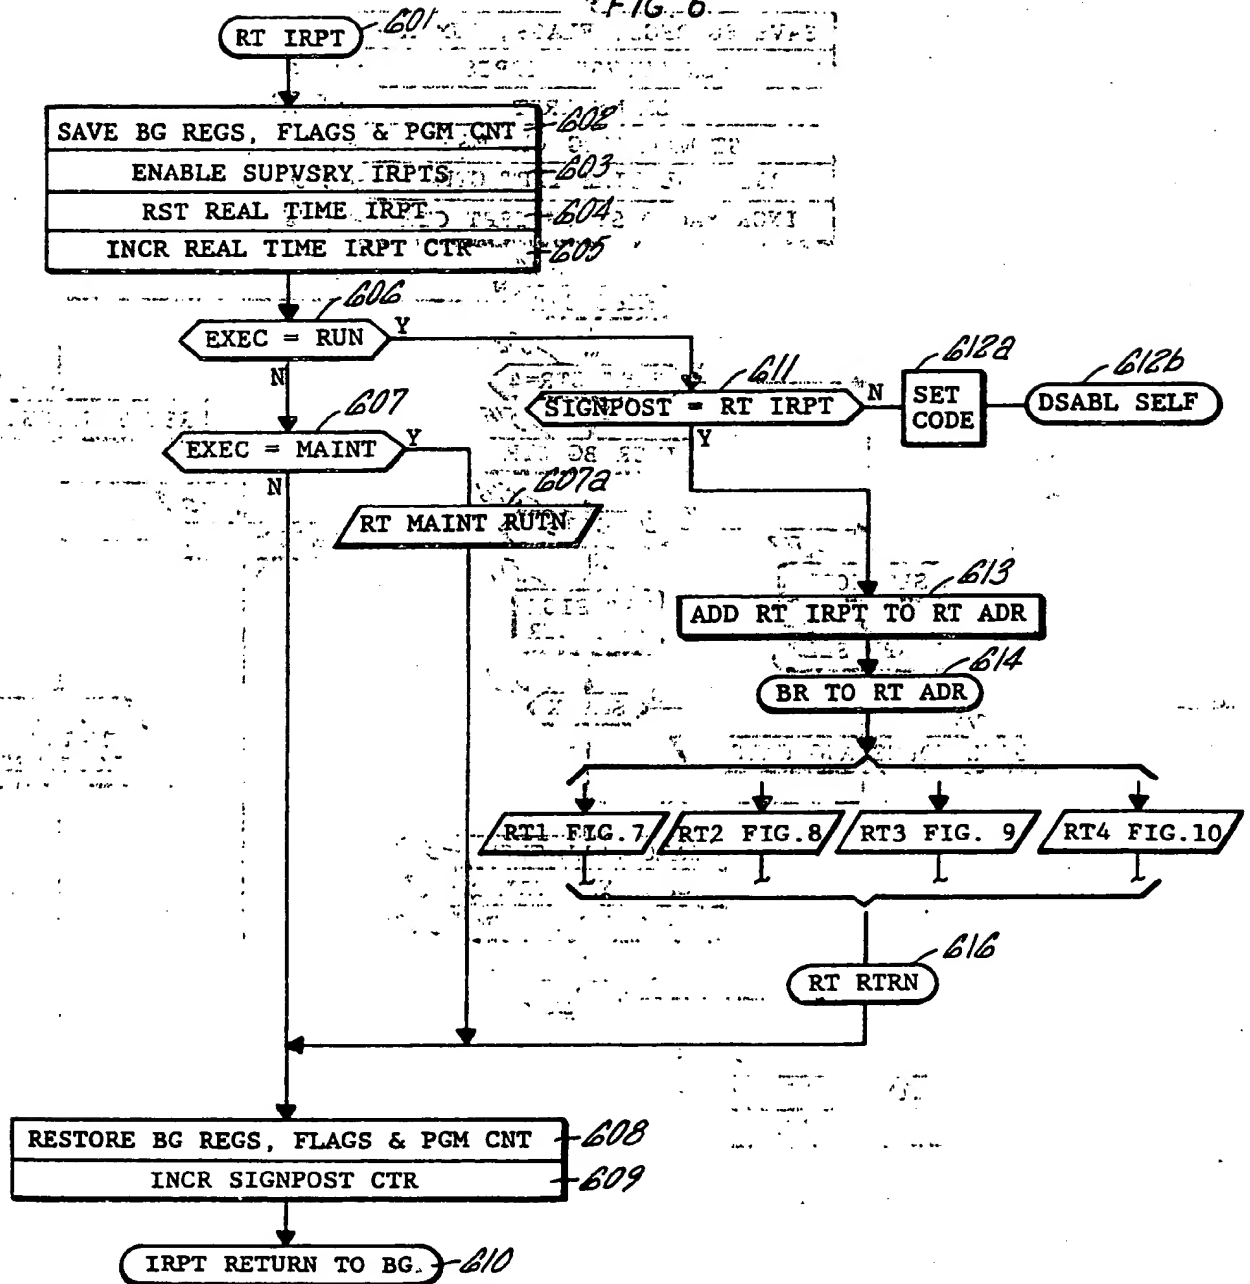 FIG. 6
RT IRPT
601
SAVE BG REGS, FLAGS & PGM CNT
602
ENABLE SUPVSRY IRPTS
603
RST REAL TIME IRPT
604
INCR REAL TIME IRPT CTR
605
606
EXEC = RUN
Y
N
607
EXEC = MAINT
Y
N
607a
RT MAINT RUTN
611
SIGNPOST = RT IRPT
N
Y
612a
SET
CODE
612b
DSABL SELF
613
ADD RT IRPT TO RT ADR
614
BR TO RT ADR
RT1 FIG.7
RT2 FIG.8
RT3 FIG. 9
RT4 FIG.10
616
RT RTRN
RESTORE BG REGS, FLAGS & PGM CNT
608
INCR SIGNPOST CTR
609
IRPT RETURN TO BG.
610